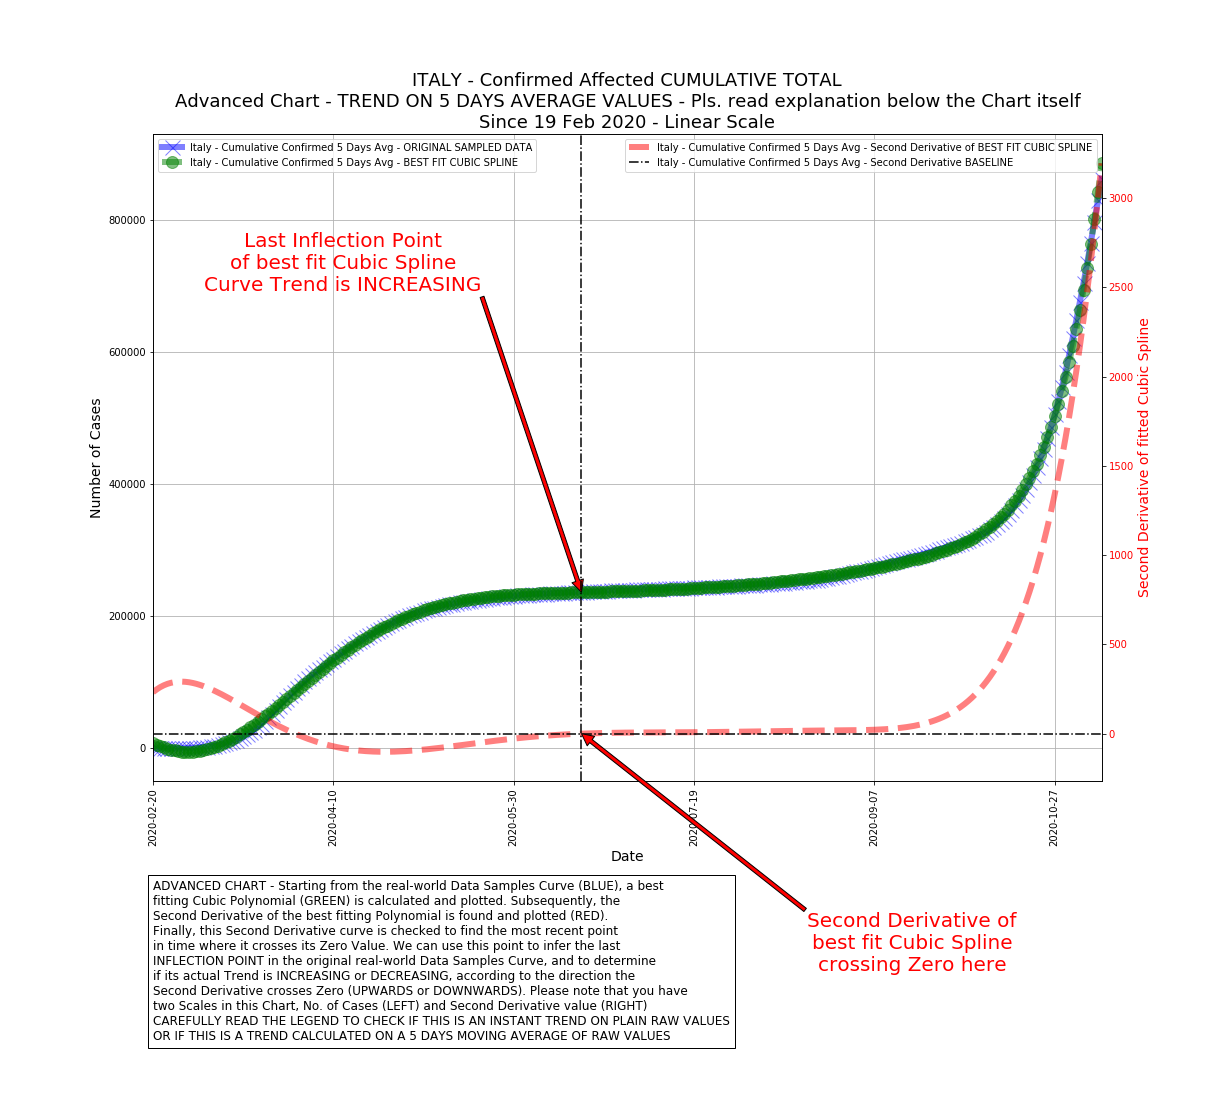 ITALY - Confirmed Affected CUMULATIVE TOTAL
Advanced Chart - TREND ON 5 DAYS AVERAGE VALUES - Pls. read explanation below the Chart itself
Since 19 Feb 2020 - Linear Scale
Italy - Cumulative Confirmed 5 Days Avg - ORIGINAL SAMPLED DATA
Italy - Cumulative Confirmed 5 Days Avg - BEST FIT CUBIC SPLINE
Italy - Cumulative Confirmed 5 Days Avg - Second Derivative of BEST FIT CUBIC SPLINE
Italy - Cumulative Confirmed 5 Days Avg - Second Derivative BASELINE
Last Inflection Point
of best fit Cubic Spline
Curve Trend is INCREASING
Number of Cases
800000
600000
400000
200000
0
3000
2500
2000
1500
1000
500
0
Second Derivative of fitted Cubic Spline
2020-02-20
2020-04-10
2020-05-30
2020-07-19
2020-09-07
2020-10-27
Date
Second Derivative of
best fit Cubic Spline
crossing Zero here
ADVANCED CHART - Starting from the real-world Data Samples Curve (BLUE), a best
fitting Cubic Polynomial (GREEN) is calculated and plotted. Subsequently, the
Second Derivative of the best fitting Polynomial is found and plotted (RED).
Finally, this Second Derivative curve is checked to find the most recent point
in time where it crosses its Zero Value. We can use this point to infer the last
INFLECTION POINT in the original real-world Data Samples Curve, and to determine
if its actual Trend is INCREASING or DECREASING, according to the direction the
Second Derivative crosses Zero (UPWARDS or DOWNWARDS). Please note that you have
two Scales in this Chart, No. of Cases (LEFT) and Second Derivative value (RIGHT)
CAREFULLY READ THE LEGEND TO CHECK IF THIS IS AN INSTANT TREND ON PLAIN RAW VALUES
OR IF THIS IS A TREND CALCULATED ON A 5 DAYS MOVING AVERAGE OF RAW VALUES